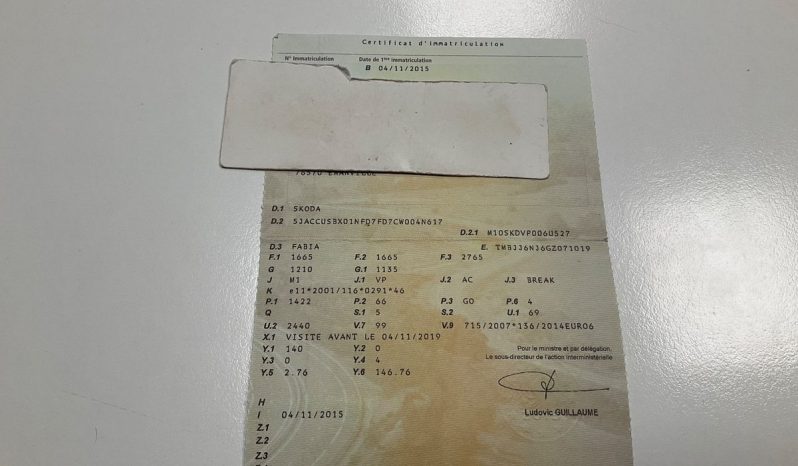 Certificat d'immatriculation
N° immatriculation Date de 1ère immatriculation
B 04/11/2015
D.1 SKODA
D.2 5JACCUSBX01NFD7FD7CW004N617
D.2.1 M10SKDVP006U527
D.3 FABIA E. TMBJJ6NJ6GZ071019
F.1 1665 F.2 1665 F.3 2765
G 1210 G.1 1135
J M1 J.1 VP J.2 AC J.3 BREAK
K e11*2001/116*0291*46
P.1 1422 P.2 66 P.3 GO P.6 4
Q S.1 5 S.2 U.1 69
U.2 2440 V.7 99 V.9 715/2007*136/2014EURO6
X.1 VISITE AVANT LE 04/11/2019
Y.1 140 Y.2 0
Y.3 0 Y.4 4
Y.5 2.76 Y.6 146.76
Pour le ministre et par délégation,
Le sous-directeur de l'action interministérielle
Ludovic GUILLAUME
H
I 04/11/2015
Z.1
Z.2
Z.3